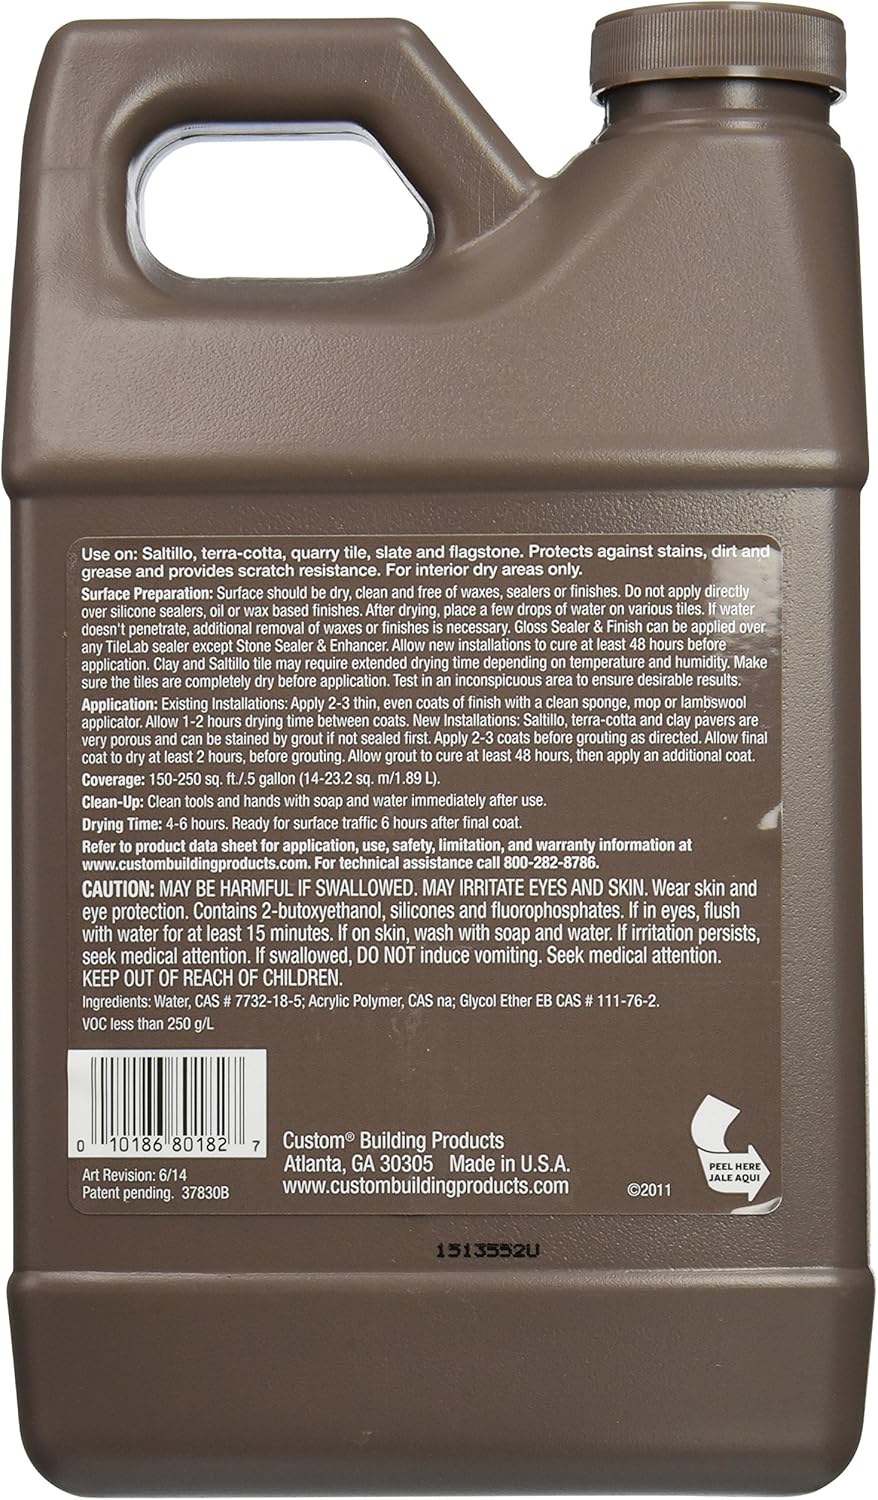 Use on: Saltillo, terra-cotta, quarry tile, slate and flagstone. Protects against stains, dirt and
grease and provides scratch resistance. For interior dry areas only.
Surface Preparation: Surface should be dry, clean and free of waxes, sealers or finishes. Do not apply directly
over silicone sealers, oil or wax based finishes. After drying, place a few drops of water on various tiles. If water
doesn't penetrate, additional removal of waxes or finishes is necessary. Gloss Sealer & Finish can be applied over
any TileLab sealer except Stone Sealer & Enhancer. Allow new installations to cure at least 48 hours before
application. Clay and Saltillo tile may require extended drying time depending on temperature and humidity. Make
sure the tiles are completely dry before application. Test in an inconspicuous area to ensure desirable results.
Application: Existing Installations: Apply 2-3 thin, even coats of finish with a clean sponge, mop or lambswool
applicator. Allow 1-2 hours drying time between coats. New Installations: Saltillo, terra-cotta and clay pavers are
very porous and can be stained by grout if not sealed first. Apply 2-3 coats before grouting as directed. Allow final
coat to dry at least 2 hours, before grouting. Allow grout to cure at least 48 hours, then apply an additional coat.
Coverage: 150-250 sq. ft./.5 gallon (14-23.2 sq. m/1.89 L).
Clean-Up: Clean tools and hands with soap and water immediately after use.
Drying Time: 4-6 hours. Ready for surface traffic 6 hours after final coat.
Refer to product data sheet for application, use, safety, limitation, and warranty information at
www.custombuildingproducts.com. For technical assistance call 800-282-8786.
CAUTION: MAY BE HARMFUL IF SWALLOWED. MAY IRRITATE EYES AND SKIN. Wear skin and
eye protection. Contains 2-butoxyethanol, silicones and fluorophosphates. If in eyes, flush
with water for at least 15 minutes. If on skin, wash with soap and water. If irritation persists,
seek medical attention. If swallowed, DO NOT induce vomiting. Seek medical attention.
KEEP OUT OF REACH OF CHILDREN.
Ingredients: Water, CAS # 7732-18-5; Acrylic Polymer, CAS na; Glycol Ether EB CAS # 111-76-2.
VOC less than 250 g/L
0 10186 80182 7
Art Revision: 6/14
Patent pending. 37830B
Custom® Building Products
Atlanta, GA 30305 Made in U.S.A.
www.custombuildingproducts.com
©2011
PEEL HERE
JALE AQUI
1513552U